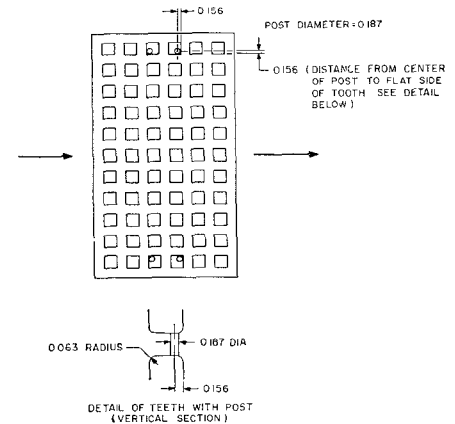 0.156
POST DIAMETER=0.187
0.156 (DISTANCE FROM CENTER
OF POST TO FLAT SIDE
OF TOOTH SEE DETAIL
BELOW)
0.063 RADIUS
0.187 DIA
0.156
DETAIL OF TEETH WITH POST
(VERTICAL SECTION)